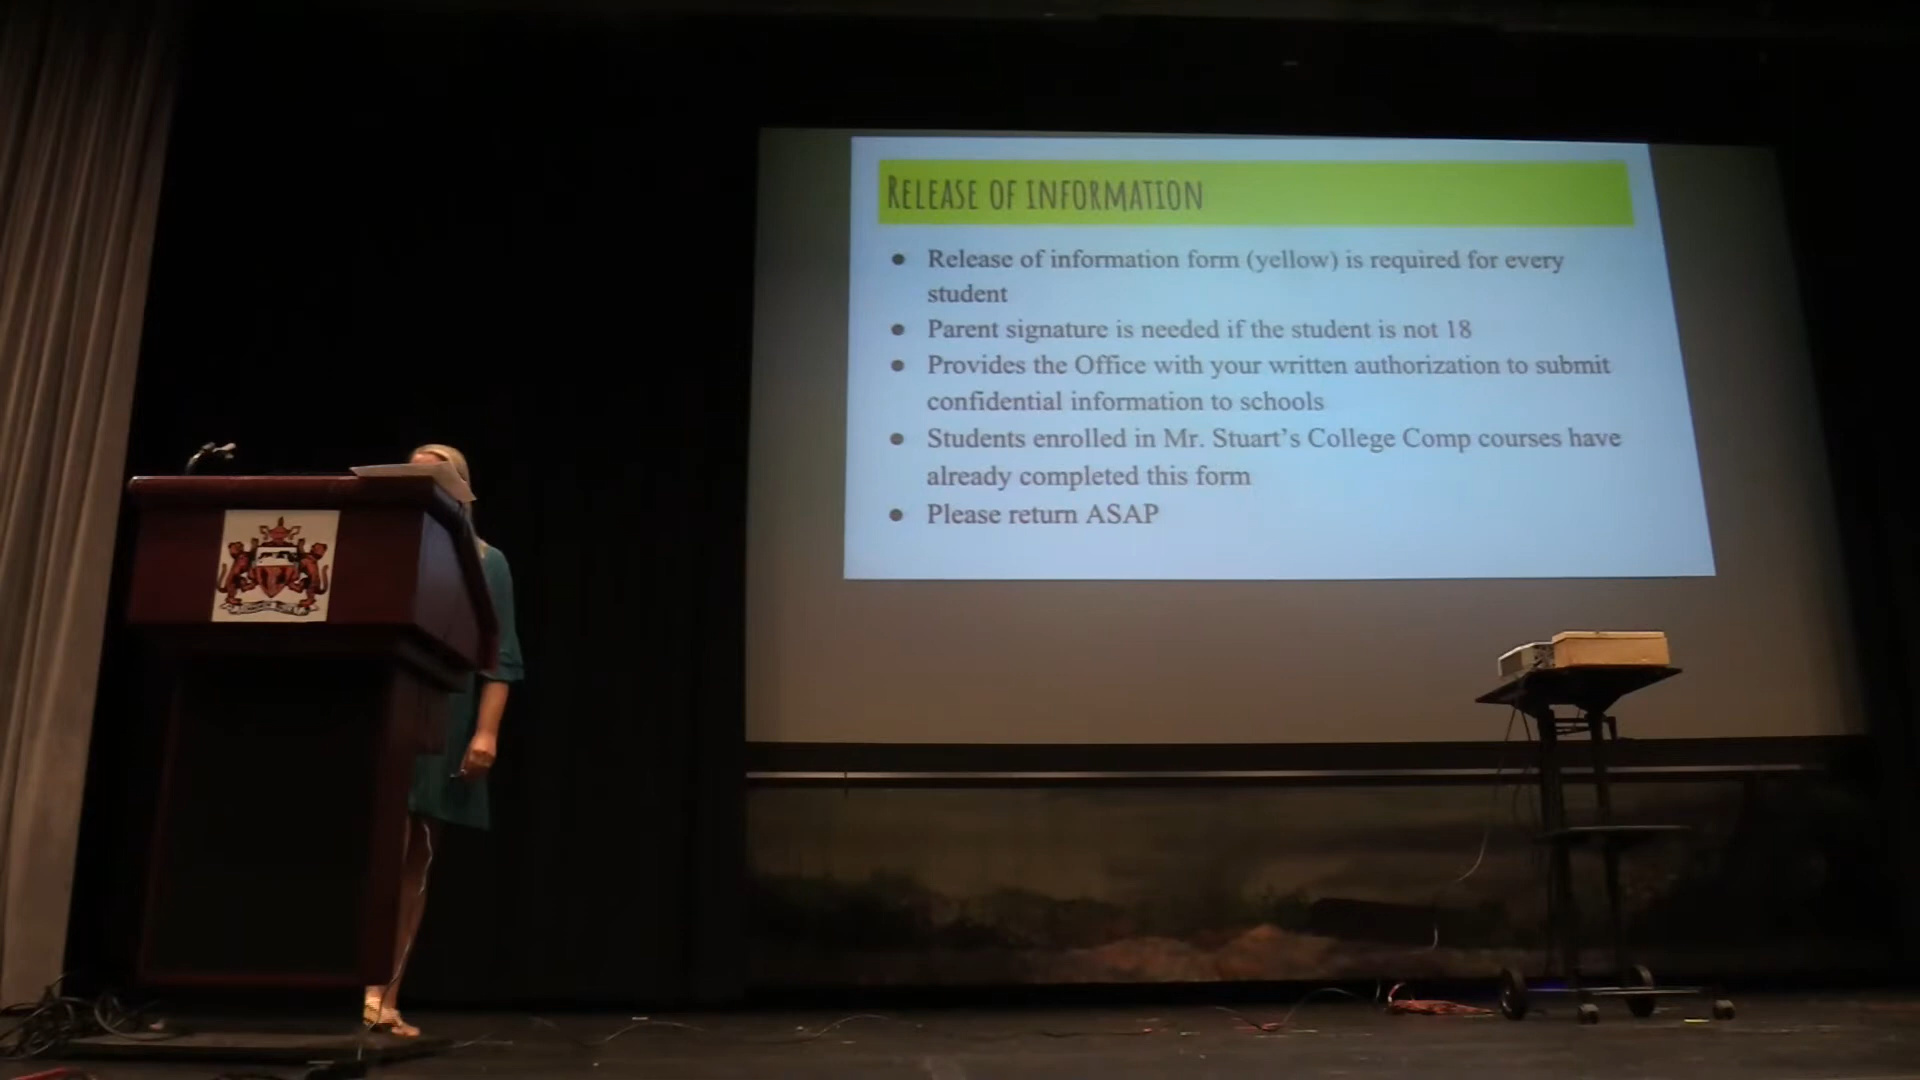 RELEASE OF INFORMATION
● Release of information form (yellow) is required for every
student
● Parent signature is needed if the student is not 18
● Provides the Office with your written authorization to submit
confidential information to schools
● Students enrolled in Mr. Stuart's College Comp courses have
already completed this form
● Please return ASAP